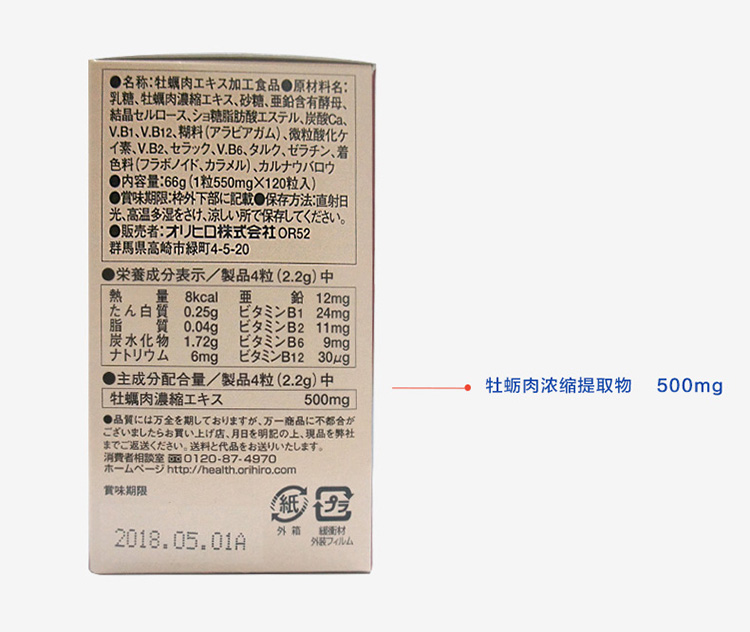 ●名称:牡蠣肉エキス加工食品●原材料名:
乳糖、牡蠣肉濃縮エキス、砂糖、亜鉛含有酵母、
結晶セルロース、ショ糖脂肪酸エステル、炭酸Ca、
V.B1、V.B12、糊料(アラビアガム)、微粒酸化ケ
イ素、V.B2、セラック、V.B6、タルク、ゼラチン、着
色料(フラボノイド、カラメル)、カルナウバロウ
●内容量:66g(1粒550mg×120粒入)
●賞味期限:枠外下部に記載●保存方法:直射日
光、高温多湿をさけ、涼しい所で保存してください。
●販売者:オリヒロ株式会社 OR52
群馬県高崎市緑町4-5-20
●栄養成分表示/製品4粒(2.2g)中
熱量 8kcal 亜鉛 12mg
たん白質 0.25g ビタミンB1 24mg
脂質 0.04g ビタミンB2 11mg
炭水化物 1.72g ビタミンB6 9mg
ナトリウム 6mg ビタミンB12 30μg
●主成分配合量/製品4粒(2.2g)中
牡蠣肉濃縮エキス 500mg
牡蛎肉浓缩提取物 500mg
●品質には万全を期しておりますが、万一商品に不都合が
ございましたらお買い上げ店、月日を明記の上、現品を弊社
までご返送ください。送料と代品をお送りいたします。
消費者相談室 0120-87-4970
ホームページ http://health.orihiro.com
賞味期限
2018.05.01A
紙
外箱
プラ
緩衝材
外装フィルム